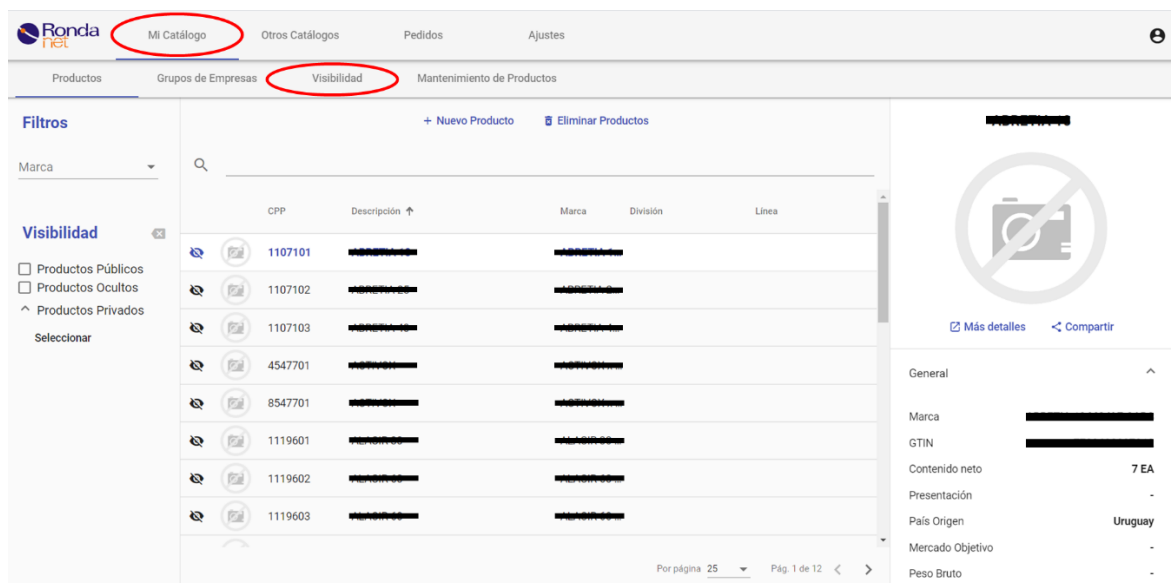 Ronda net
Mi Catálogo Otros Catálogos Pedidos Ajustes
Productos Grupos de Empresas Visibilidad Mantenimiento de Productos
Filtros
Marca
Visibilidad
Productos Públicos
Productos Ocultos
Productos Privados
Seleccionar
+ Nuevo Producto Eliminar Productos
CPP Descripción Marca División Línea
1107101
1107102
1107103
4547701
8547701
1119601
1119602
1119603
Por página 25 Pág. 1 de 12
Más detalles Compartir
General
Marca
GTIN
Contenido neto 7 EA
Presentación -
País Origen Uruguay
Mercado Objetivo -
Peso Bruto -